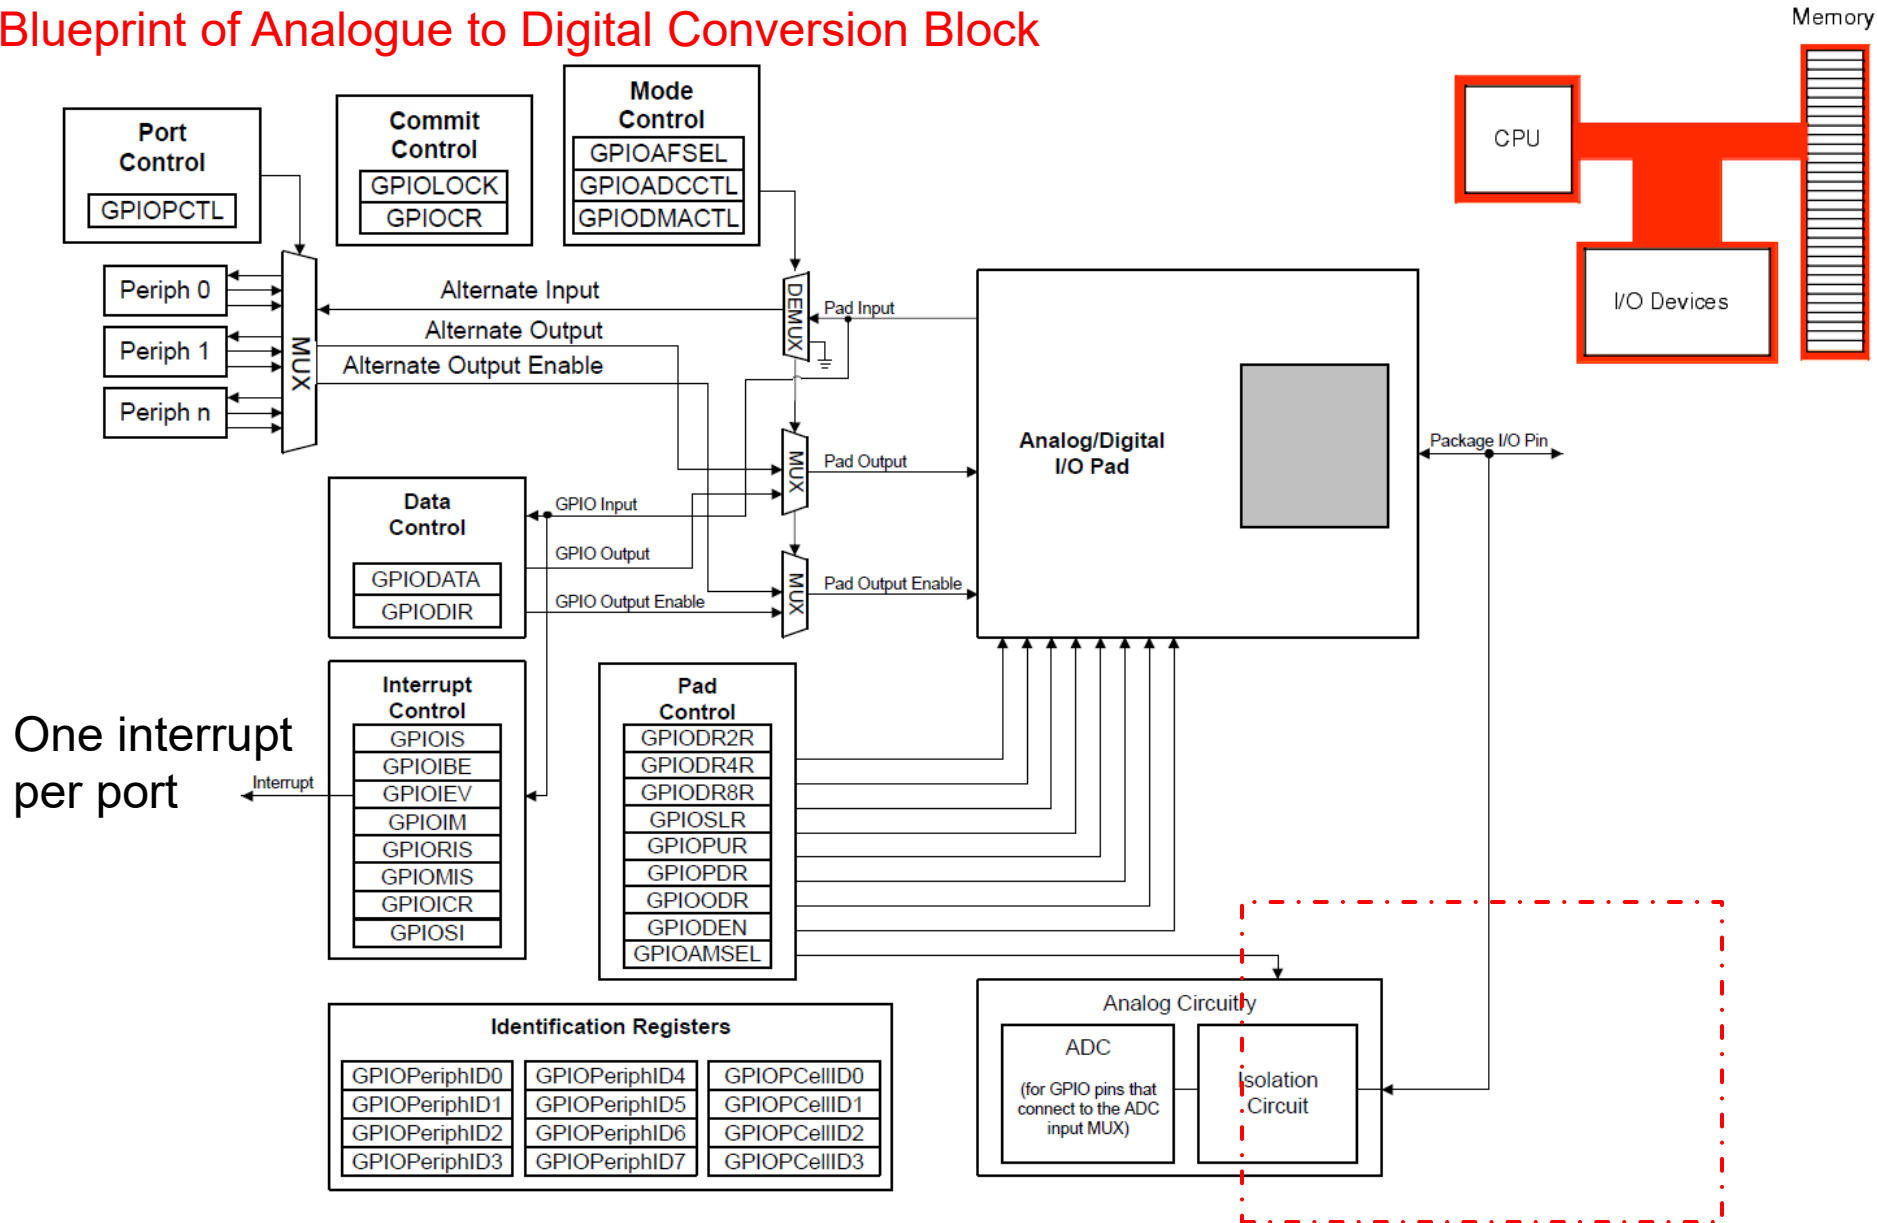 Blueprint of Analogue to Digital Conversion Block
Memory
CPU
I/O Devices
Port
Control
GPIOPCTL
Commit
Control
GPIOLOCK
GPIOCR
Mode
Control
GPIOAFSEL
GPIOADCCTL
GPIODMACTL
Periph 0
Periph 1
Periph n
MUX
Alternate Input
Alternate Output
Alternate Output Enable
DEMUX
Pad Input
MUX
Pad Output
MUX
Pad Output Enable
Analog/Digital
I/O Pad
Package I/O Pin
Data
Control
GPIODATA
GPIODIR
GPIO Input
GPIO Output
GPIO Output Enable
One interrupt
per port
Interrupt
Interrupt
Control
GPIOIS
GPIOIBE
GPIOIEV
GPIOIM
GPIORIS
GPIOMIS
GPIOICR
GPIOSI
Pad
Control
GPIODR2R
GPIODR4R
GPIODR8R
GPIOSLR
GPIOPUR
GPIOPDR
GPIOODR
GPIODEN
GPIOAMSEL
Analog Circuitry
ADC
(for GPIO pins that
connect to the ADC
input MUX)
Isolation
Circuit
Identification Registers
GPIOPeriphID0 GPIOPeriphID4 GPIOPCellID0
GPIOPeriphID1 GPIOPeriphID5 GPIOPCellID1
GPIOPeriphID2 GPIOPeriphID6 GPIOPCellID2
GPIOPeriphID3 GPIOPeriphID7 GPIOPCellID3